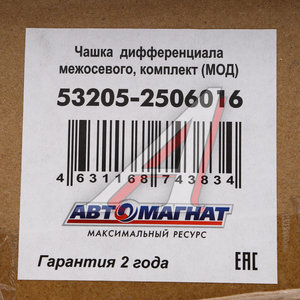 Чашка дифференциала
межосевого, комплект (МОД)
53205-2506016
4 631168 743834
АВТОМАГНАТ
МАКСИМАЛЬНЫЙ РЕСУРС
Гарантия 2 года
EAC